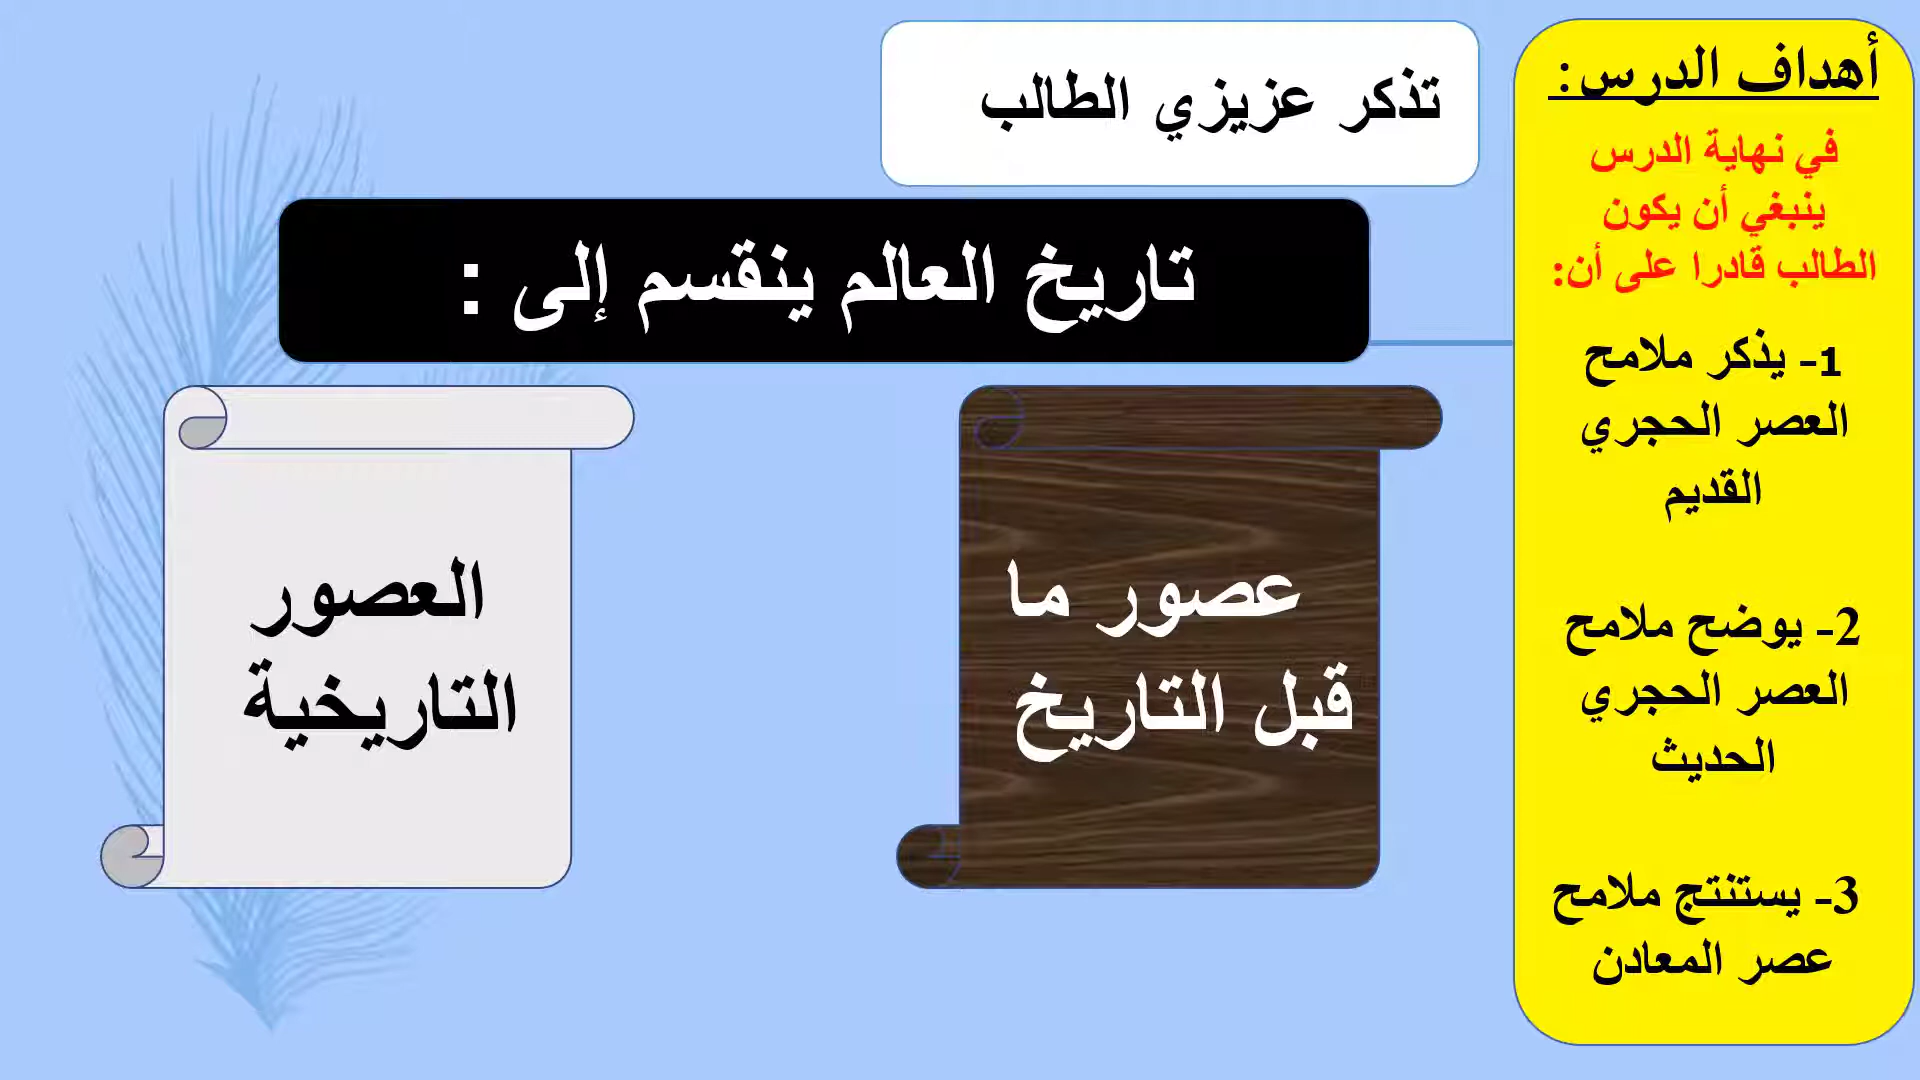 أهداف الدرس:
في نهاية الدرس
ينبغي أن يكون
الطالب قادرا على أن:
1- يذكر ملامح
العصر الحجري
القديم
2- يوضح ملامح
العصر الحجري
الحديث
3- يستنتج ملامح
عصر المعادن
تذكر عزيزي الطالب
تاريخ العالم ينقسم إلى :
عصور ما
قبل التاريخ
العصور
التاريخية